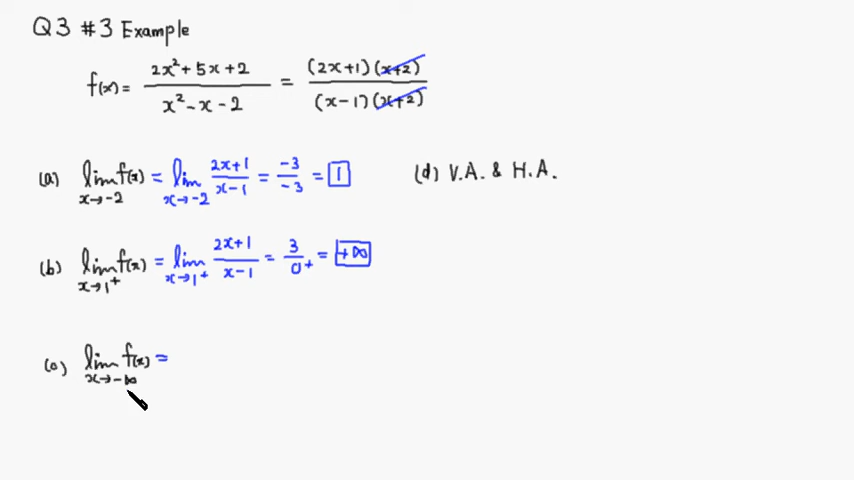 Q3 #3 Example
f(x) = (2x² + 5x + 2)/(x² - x - 2) = ((2x+1)(x+2))/((x-1)(x+2))
(a) lim x→-2 f(x) = lim x→-2 (2x+1)/(x-1) = -3/-3 = 1
(d) V.A. & H.A.
(b) lim x→1⁺ f(x) = lim x→1⁺ (2x+1)/(x-1) = 3/0⁺ = +∞
(c) lim x→-∞ f(x) =